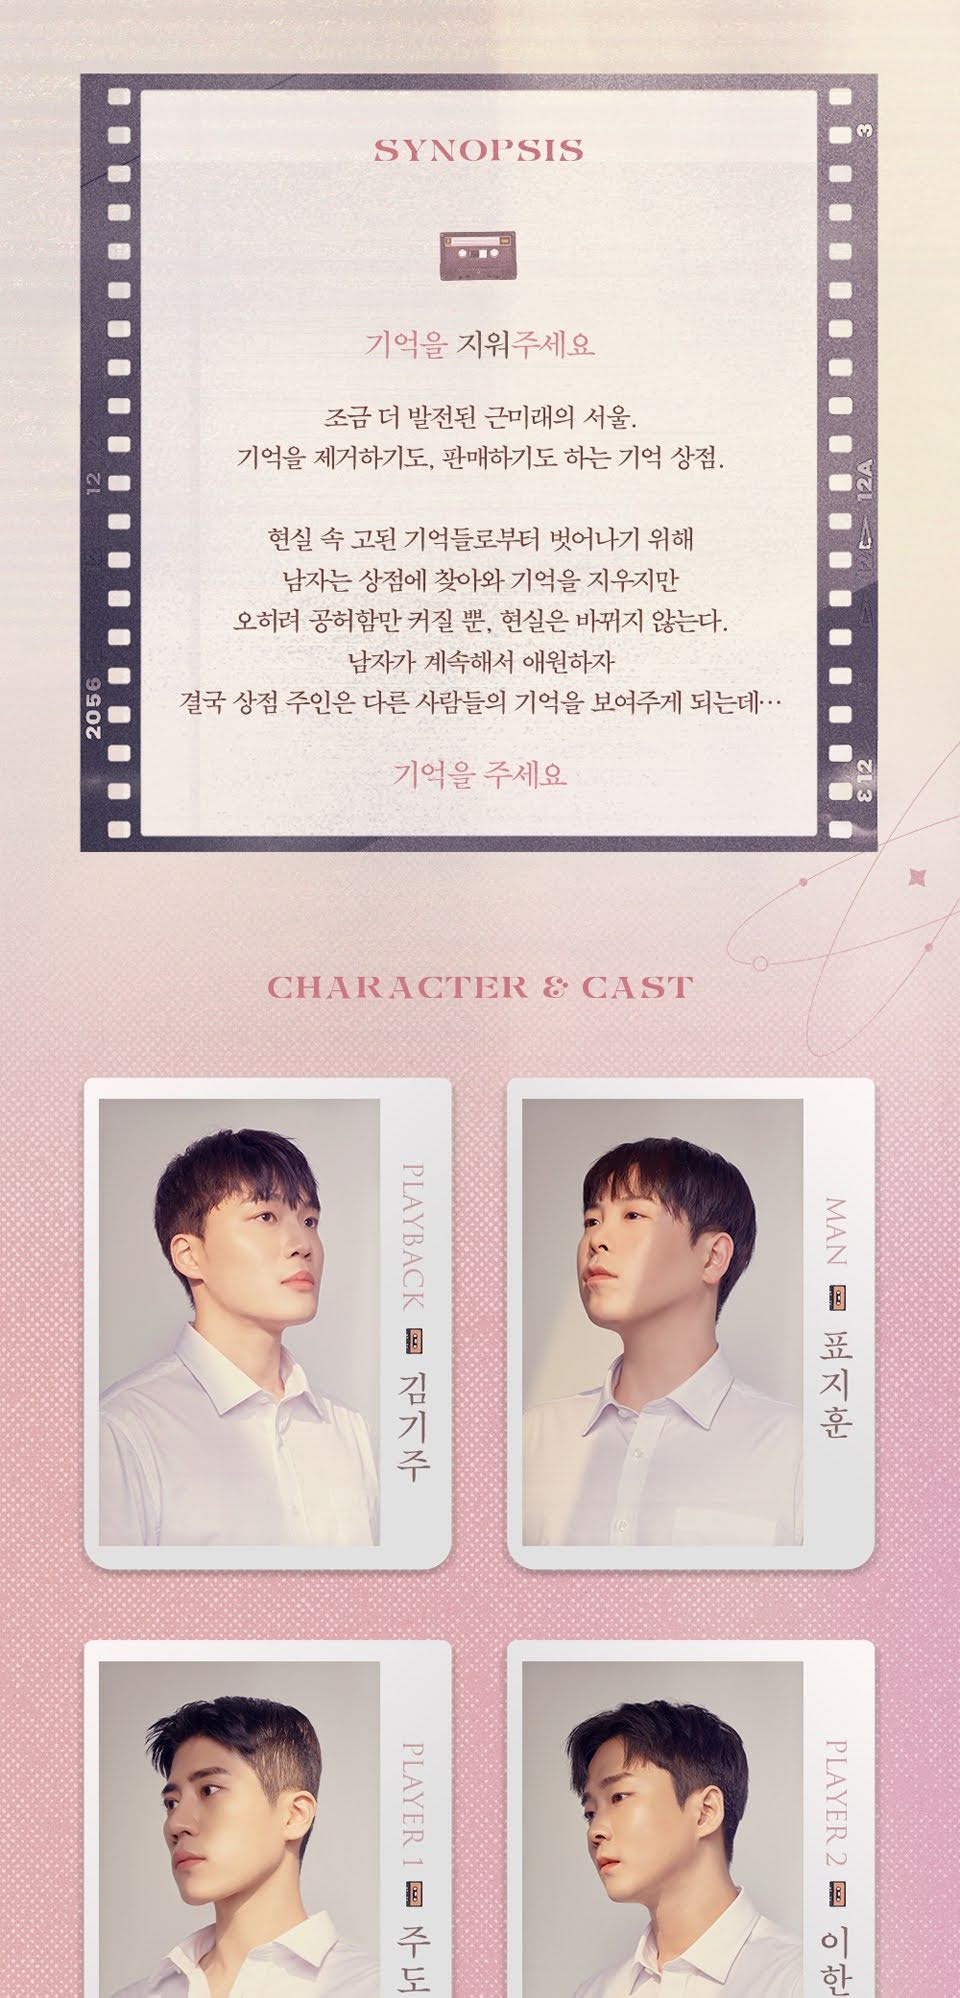 SYNOPSIS
기억을 지워주세요
조금 더 발전된 근미래의 서울.
기억을 제거하기도, 판매하기도 하는 기억 상점.
현실 속 고된 기억들로부터 벗어나기 위해
남자는 상점에 찾아와 기억을 지우지만
오히려 공허함만 커질 뿐, 현실은 바뀌지 않는다.
남자가 계속해서 애원하자
결국 상점 주인은 다른 사람들의 기억을 보여주게 되는데…
기억을 주세요
3
12
12A
2056
CHARACTER & CAST
PLAYBACK 김기주
MAN 표지훈
PLAYER 1 주도
PLAYER 2 이한